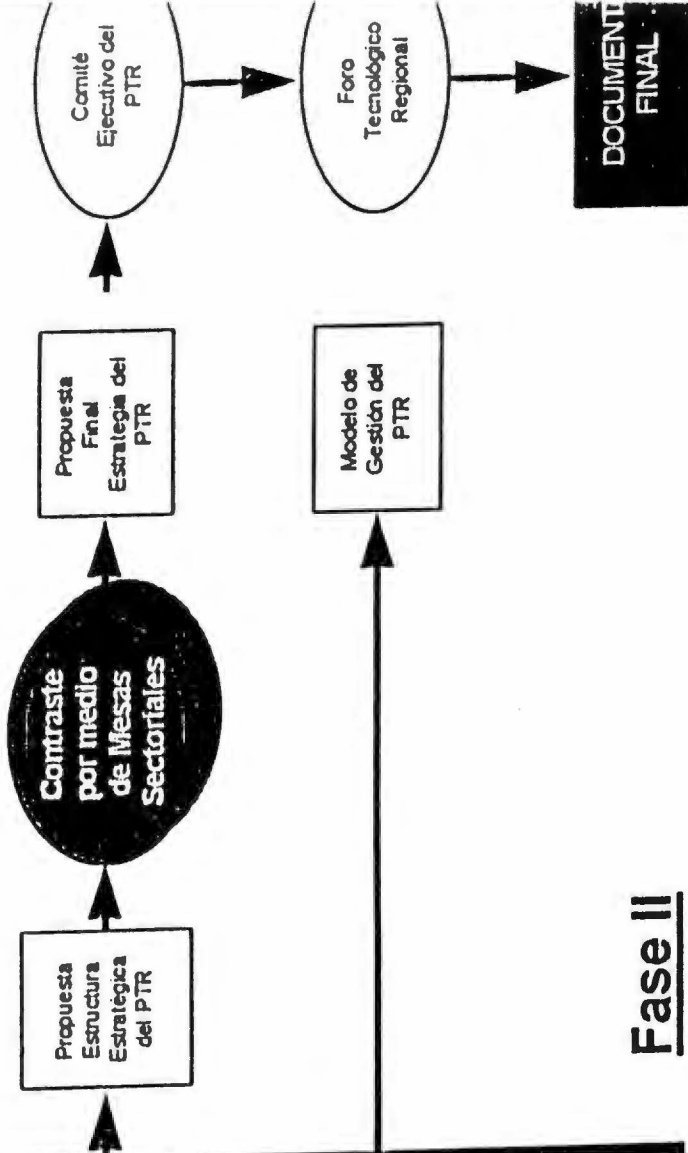 Propuesta
Estructura
Estratégica
del PTR
Contraste
por medio
de Mesas
Sectoriales
Propuesta
Final
Estrategia del
PTR
Comité
Ejecutivo del
PTR
Modelo de
Gestión del
PTR
Foro
Tecnológico
Regional
DOCUMENT
FINAL
Fase II